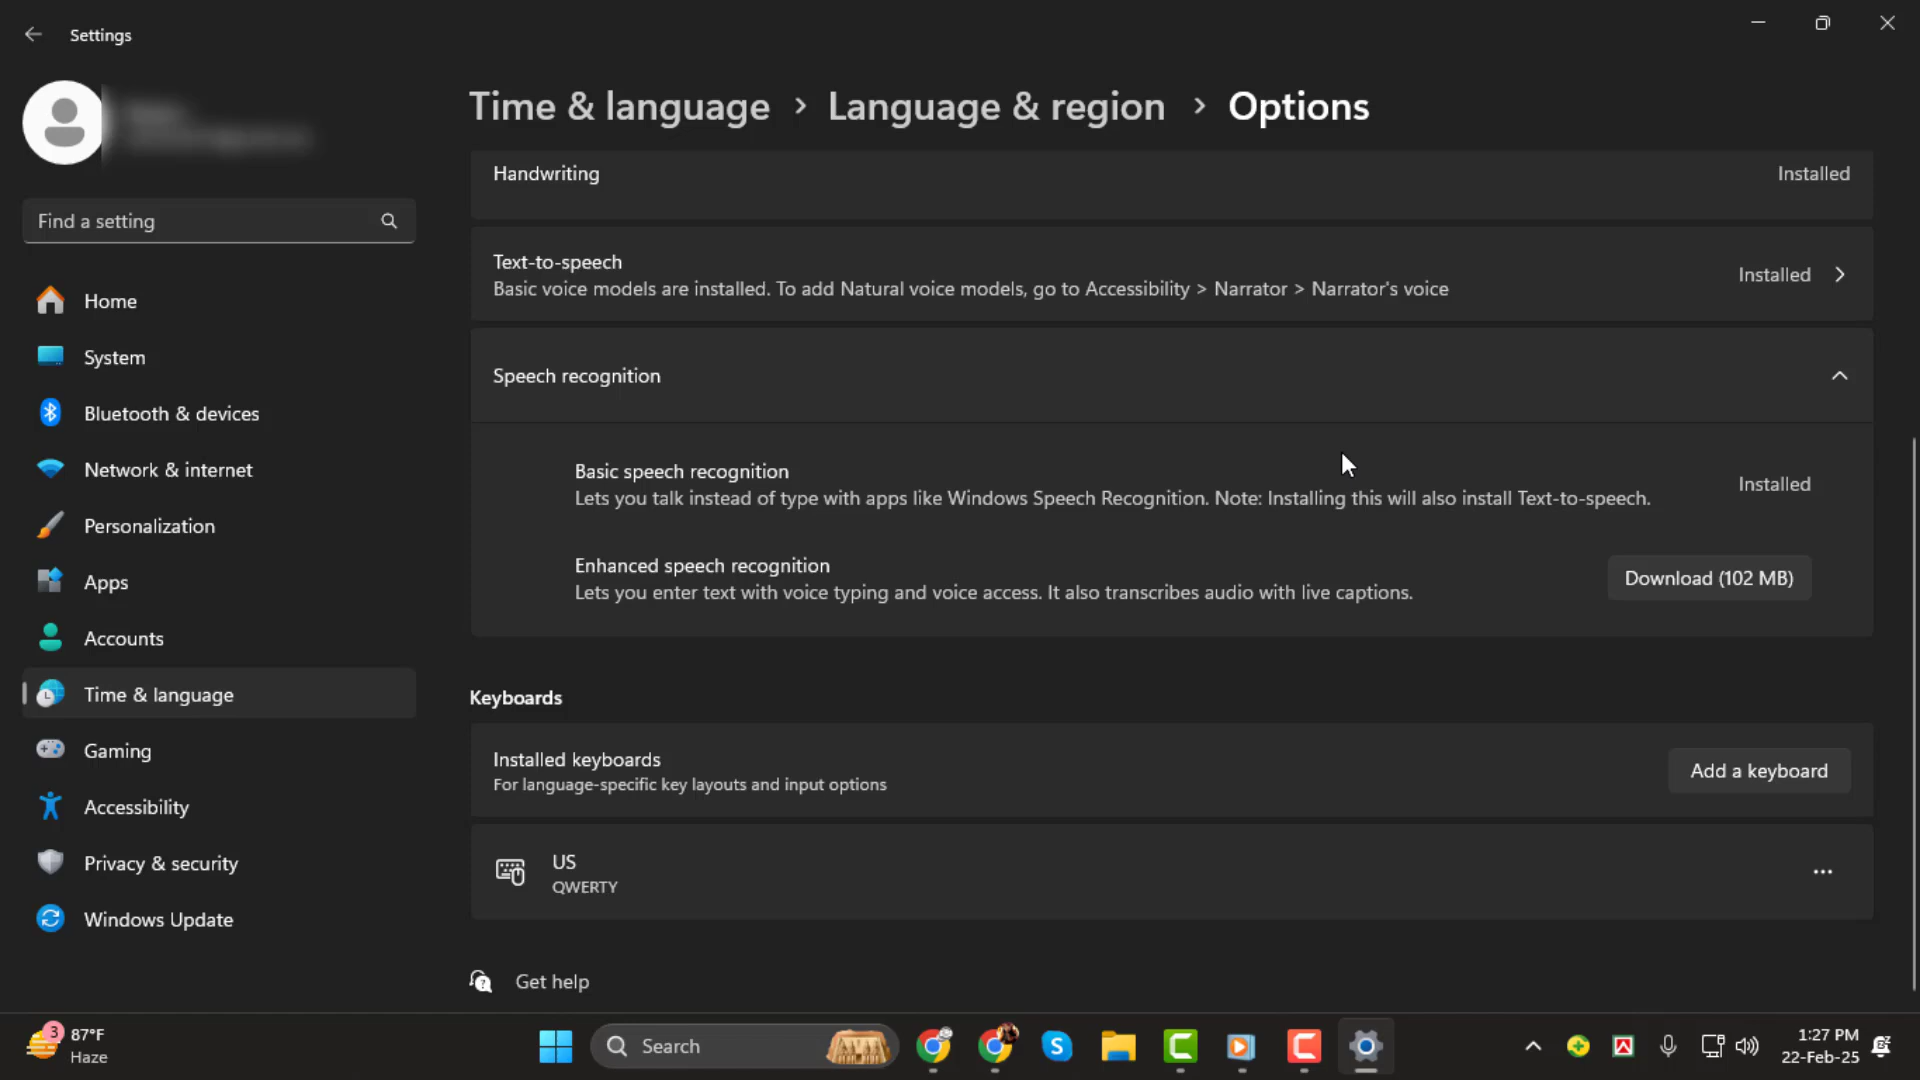 Settings
Find a setting
Home
System
Bluetooth & devices
Network & internet
Personalization
Apps
Accounts
Time & language
Gaming
Accessibility
Privacy & security
Windows Update
Time & language > Language & region > Options
Handwriting
Installed
Text-to-speech
Basic voice models are installed. To add Natural voice models, go to Accessibility > Narrator > Narrator's voice
Installed
Speech recognition
Basic speech recognition
Lets you talk instead of type with apps like Windows Speech Recognition. Note: Installing this will also install Text-to-speech.
Installed
Enhanced speech recognition
Lets you enter text with voice typing and voice access. It also transcribes audio with live captions.
Download (102 MB)
Keyboards
Installed keyboards
For language-specific key layouts and input options
Add a keyboard
US
QWERTY
Get help
3
87°F
Haze
Search
1:27 PM
22-Feb-25